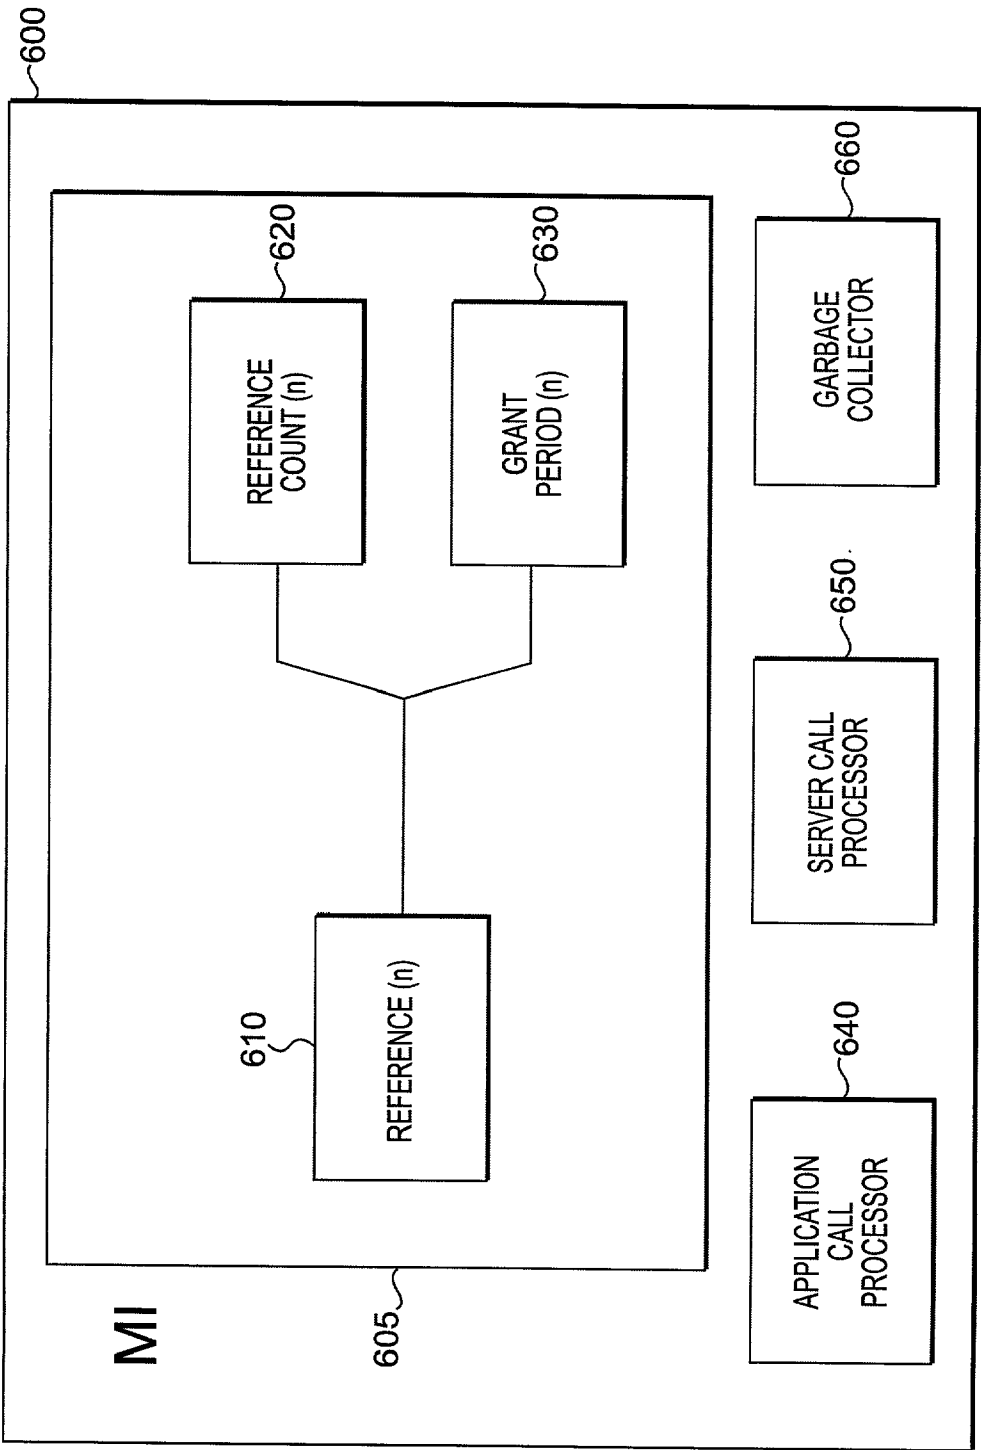 600
MI
605
610
REFERENCE (n)
620
REFERENCE
COUNT (n)
630
GRANT
PERIOD (n)
640
APPLICATION
CALL
PROCESSOR
650
SERVER CALL
PROCESSOR
660
GARBAGE
COLLECTOR